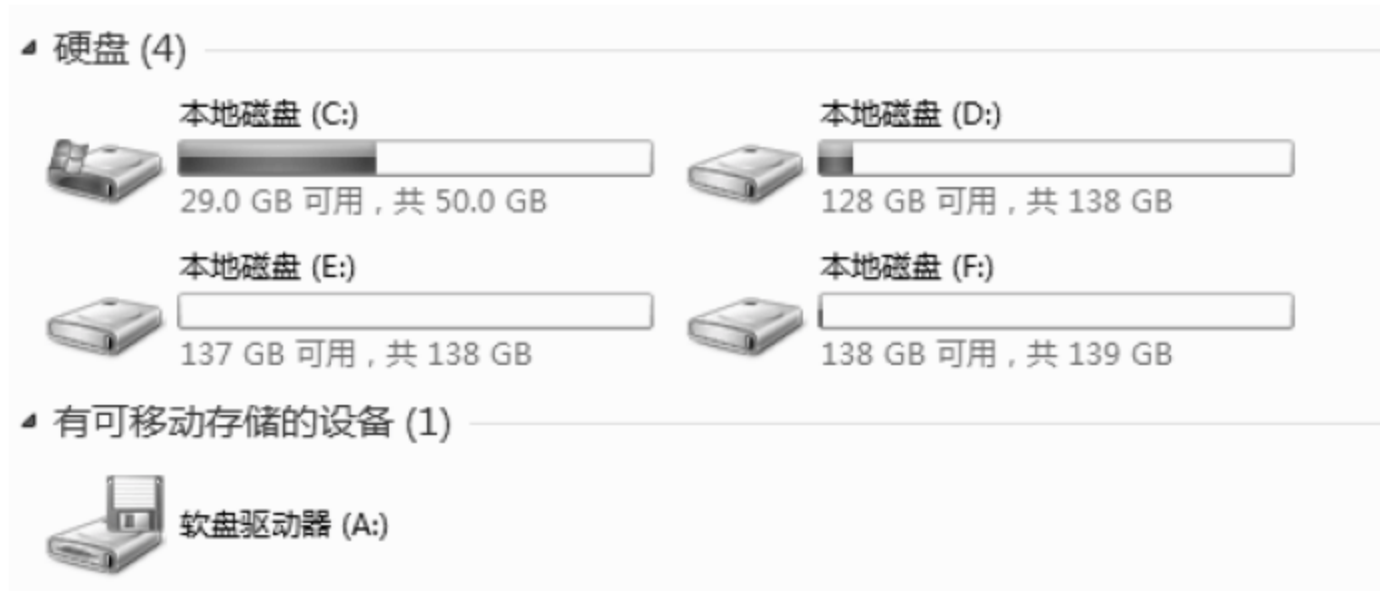 硬盘 (4)
本地磁盘 (C:)
29.0 GB 可用，共 50.0 GB
本地磁盘 (D:)
128 GB 可用，共 138 GB
本地磁盘 (E:)
137 GB 可用，共 138 GB
本地磁盘 (F:)
138 GB 可用，共 139 GB
有可移动存储的设备 (1)
软盘驱动器 (A:)